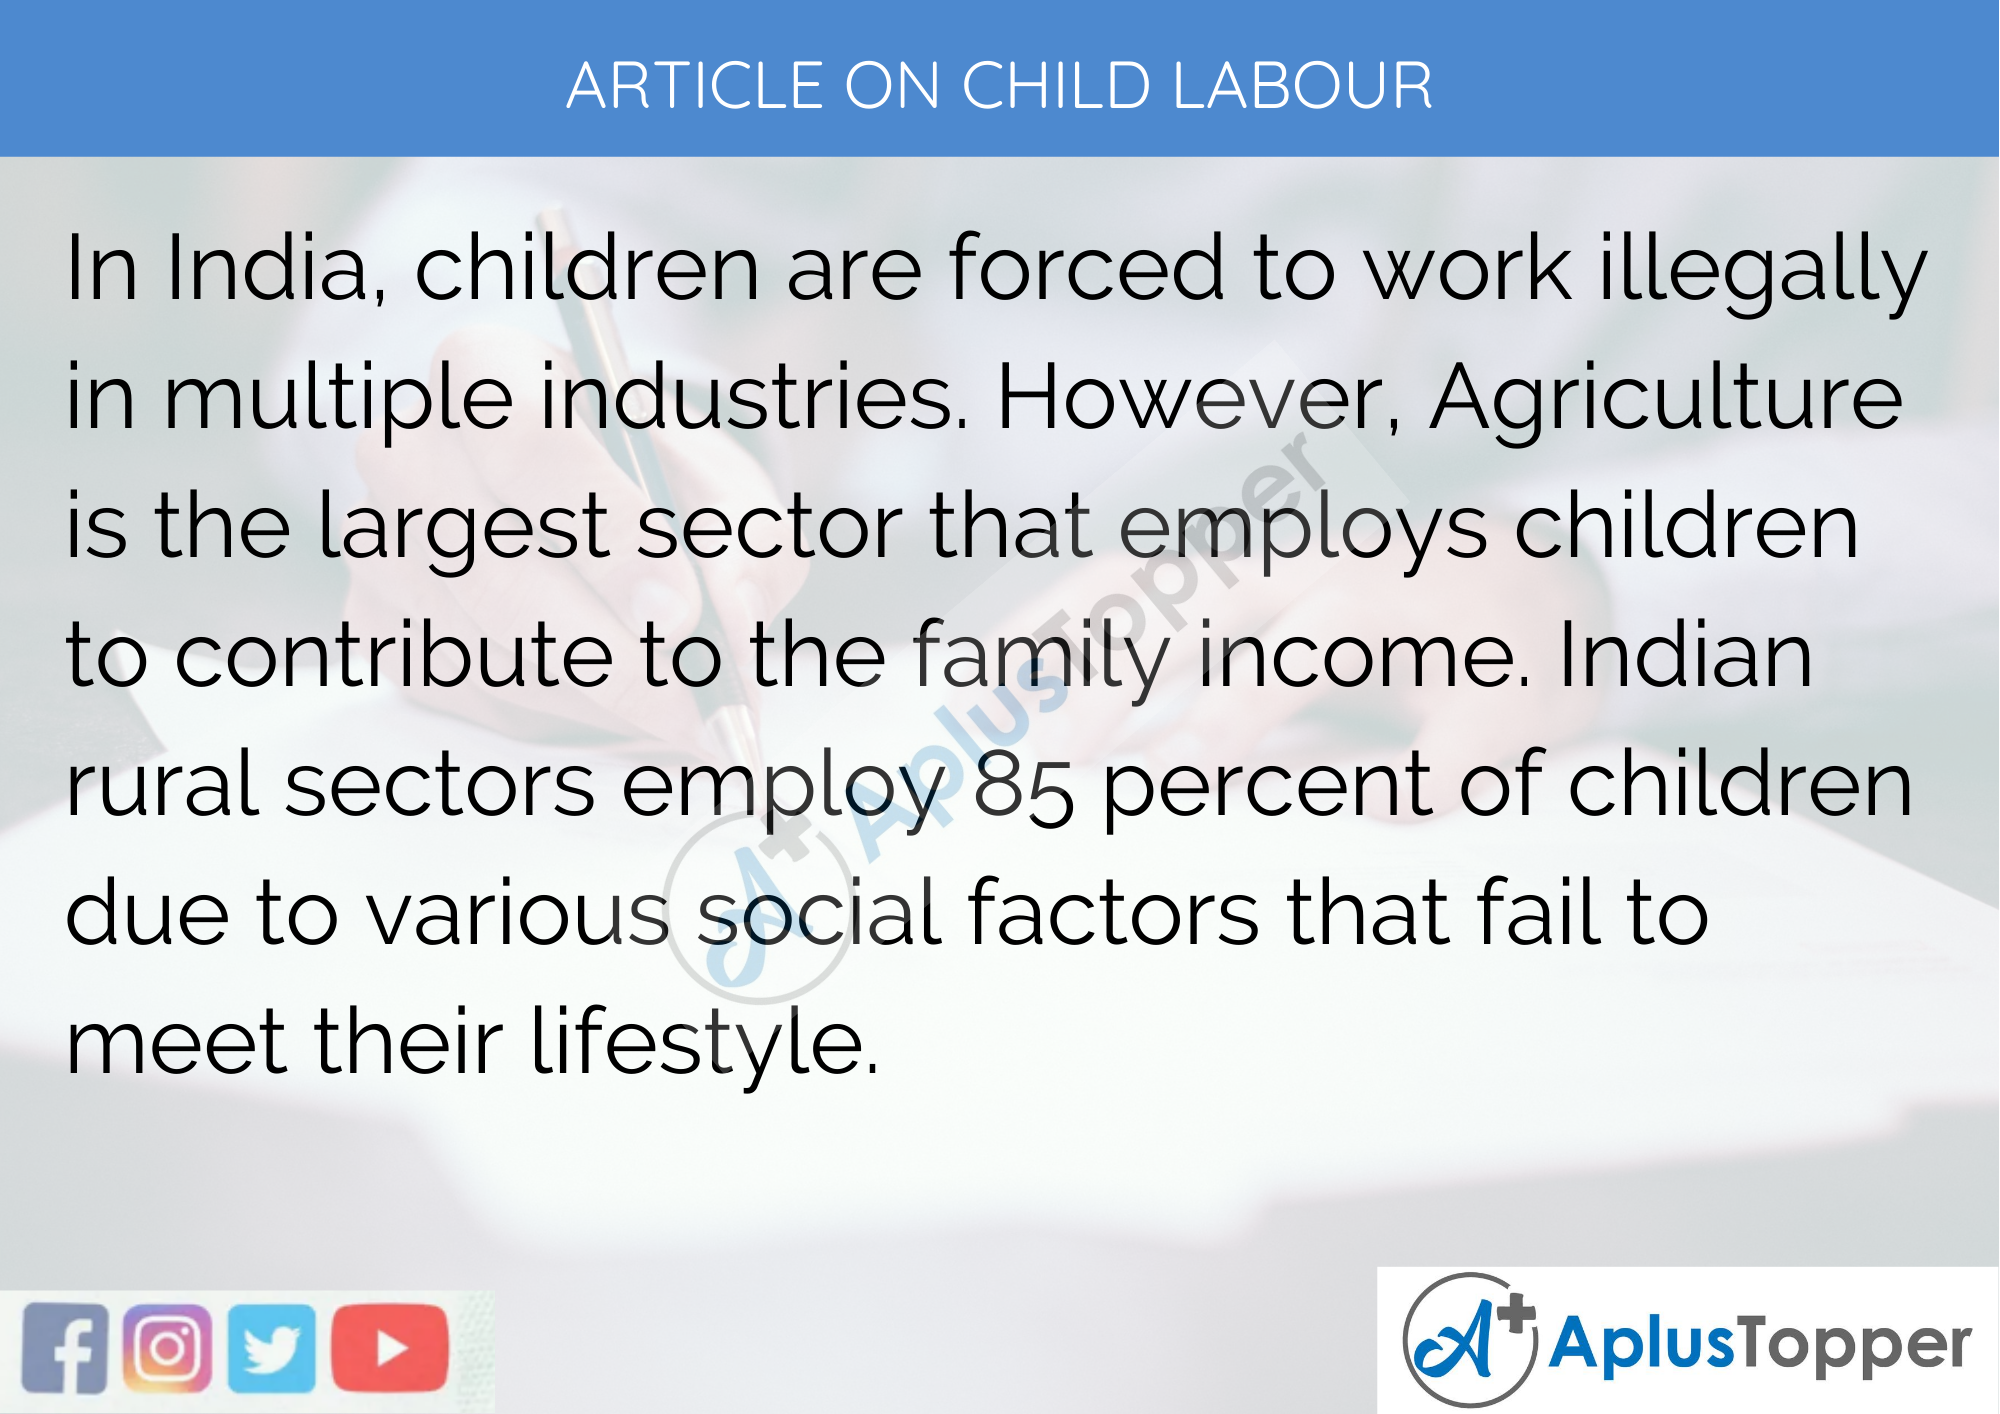 ARTICLE ON CHILD LABOUR
In India, children are forced to work illegally
in multiple industries. However, Agriculture
is the largest sector that employs children
to contribute to the family income. Indian
rural sectors employ 85 percent of children
due to various social factors that fail to
meet their lifestyle.
AplusTopper
A+ AplusTopper